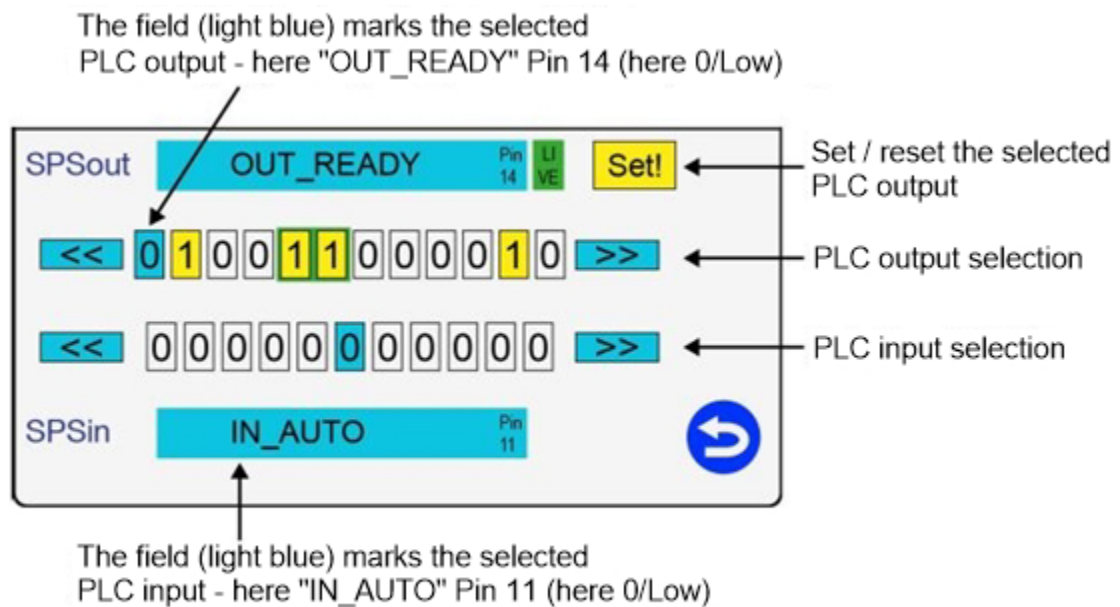 The field (light blue) marks the selected
PLC output - here "OUT_READY" Pin 14 (here 0/Low)
SPSout OUT_READY Pin 14 LI VE Set!
Set / reset the selected
PLC output
<< 0 1 0 0 1 1 0 0 0 0 1 0 >>
PLC output selection
<< 0 0 0 0 0 0 0 0 0 0 0 >>
PLC input selection
SPSin IN_AUTO Pin 11
The field (light blue) marks the selected
PLC input - here "IN_AUTO" Pin 11 (here 0/Low)